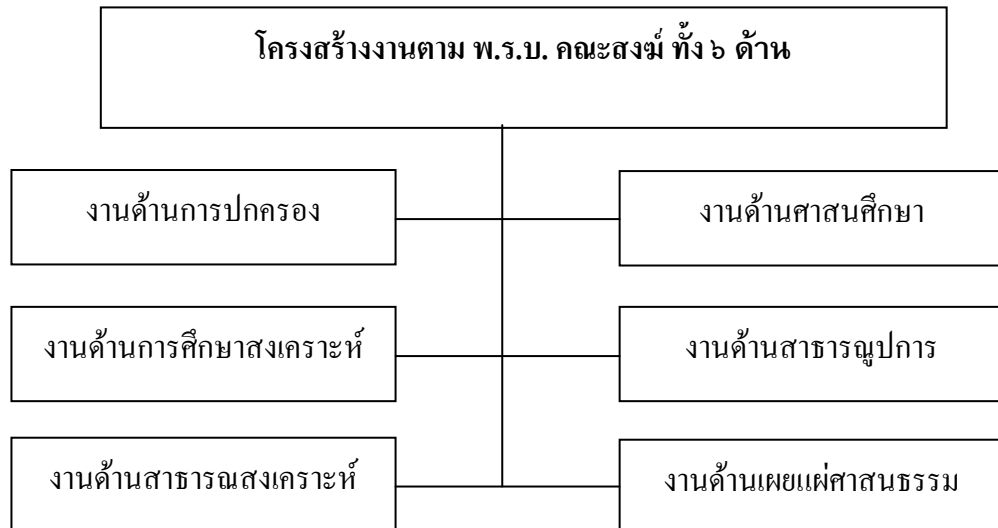 โครงสร้างงานตาม พ.ร.บ. คณะสงฆ์ ทั้ง ๖ ด้าน
งานด้านการปกครอง
งานด้านศาสนศึกษา
งานด้านการศึกษาสงเคราะห์
งานด้านสาธารณูปการ
งานด้านสาธารณสงเคราะห์
งานด้านเผยแผ่ศาสนธรรม